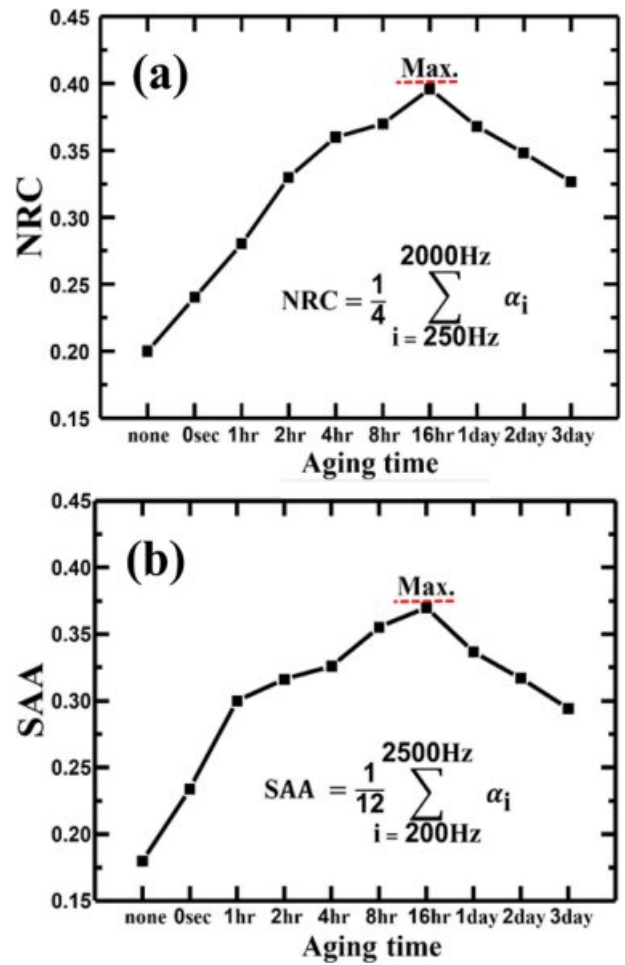 0.45
(a)
Max.
0.40
0.35
0.30
0.25
0.20
0.15
NRC
NRC = 1/4 2000Hz ∑ i = 250Hz αi
none 0sec 1hr 2hr 4hr 8hr 16hr 1day 2day 3day
Aging time
0.45
(b)
0.40
Max.
0.35
0.30
0.25
0.20
0.15
SAA
SAA = 1/12 2500Hz ∑ i = 200Hz αi
none 0sec 1hr 2hr 4hr 8hr 16hr 1day 2day 3day
Aging time